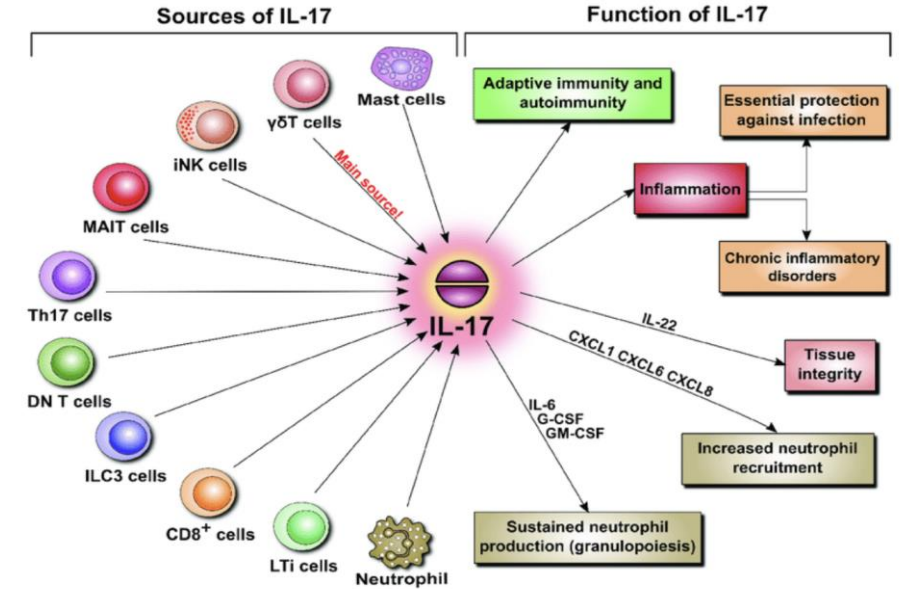 Sources of IL-17
Function of IL-17
Mast cells
γδT cells
iNK cells
MAIT cells
Th17 cells
DN T cells
ILC3 cells
CD8⁺ cells
LTi cells
Neutrophil
Main source!
IL-17
Adaptive immunity and
autoimmunity
Inflammation
Essential protection
against infection
Chronic inflammatory
disorders
IL-22
Tissue
integrity
CXCL1 CXCL6 CXCL8
Increased neutrophil
recruitment
IL-6
G-CSF
GM-CSF
Sustained neutrophil
production (granulopoiesis)